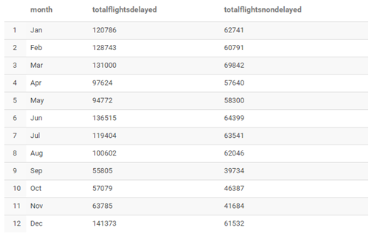 month totalflightsdelayed totalflightsnondelayed
1 Jan 120786 62741
2 Feb 128743 60791
3 Mar 131000 69842
4 Apr 97624 57640
5 May 94772 58300
6 Jun 136515 64399
7 Jul 119404 63541
8 Aug 100602 62046
9 Sep 55805 39734
10 Oct 57079 46387
11 Nov 63785 41684
12 Dec 141373 61532